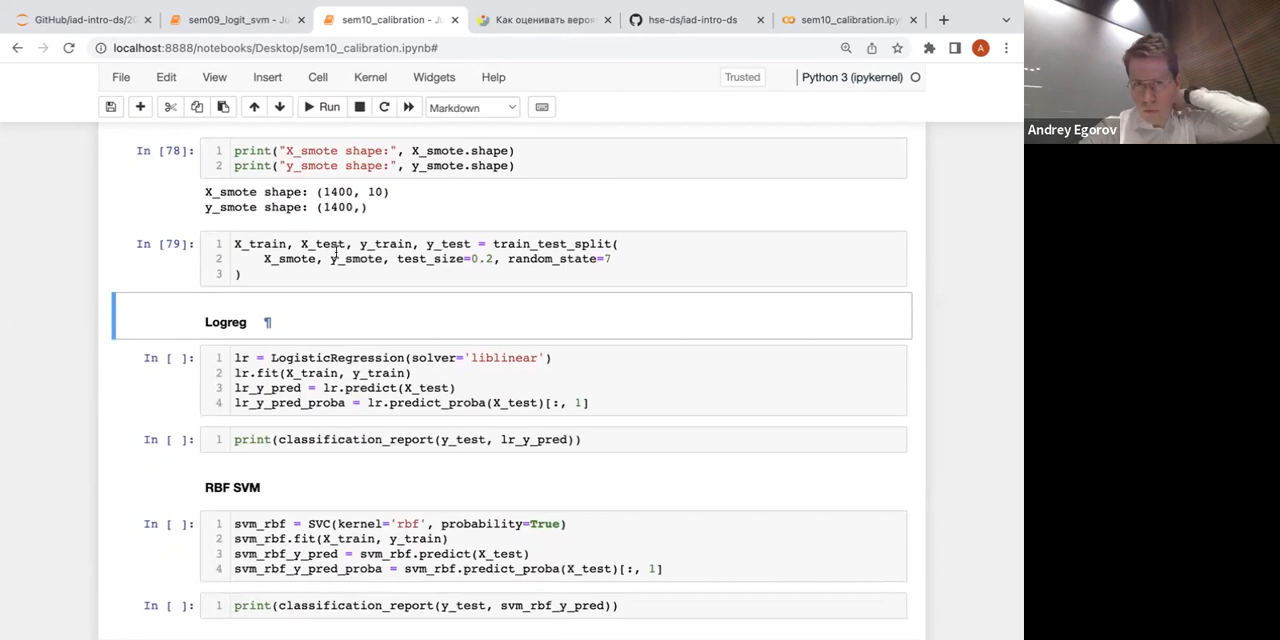 GitHub/iad-intro-ds/20
sem09_logit_svm - Ju
sem10_calibration - J
Как оценивать веро
hse-ds/iad-intro-ds
sem10_calibration.ipy
localhost:8888/notebooks/Desktop/sem10_calibration.ipynb#
A
File Edit View Insert Cell Kernel Widgets Help
Trusted
Python 3 (ipykernel)
Run
Markdown
In [78]:
1 print("X_smote shape:", X_smote.shape)
2 print("y_smote shape:", y_smote.shape)
X_smote shape: (1400, 10)
y_smote shape: (1400,)
In [79]:
1 X_train, X_test, y_train, y_test = train_test_split(
2 X_smote, y_smote, test_size=0.2, random_state=7
3 )
Logreg ¶
In [ ]:
1 lr = LogisticRegression(solver='liblinear')
2 lr.fit(X_train, y_train)
3 lr_y_pred = lr.predict(X_test)
4 lr_y_pred_proba = lr.predict_proba(X_test)[:, 1]
In [ ]:
1 print(classification_report(y_test, lr_y_pred))
RBF SVM
In [ ]:
1 svm_rbf = SVC(kernel='rbf', probability=True)
2 svm_rbf.fit(X_train, y_train)
3 svm_rbf_y_pred = svm_rbf.predict(X_test)
4 svm_rbf_y_pred_proba = svm_rbf.predict_proba(X_test)[:, 1]
In [ ]:
1 print(classification_report(y_test, svm_rbf_y_pred))
Andrey Egorov